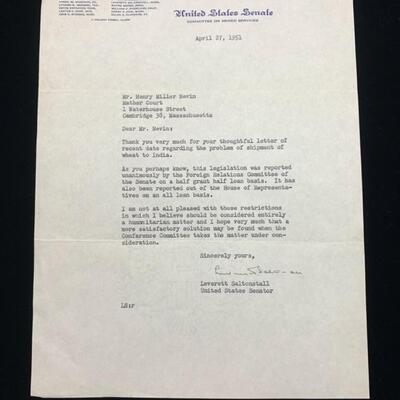 United States Senate
COMMITTEE ON ARMED SERVICES
April 27, 1951
Mr. Henry Miller Nevin
Mather Court
1 Waterhouse Street
Cambridge 38, Massachusetts
Dear Mr. Nevin:
Thank you very much for your thoughtful letter of
recent date regarding the problem of shipment of
wheat to India.
As you perhaps know, this legislation was reported
unanimously by the Foreign Relations Committee of
the Senate on a half grant half loan basis. It has
also been reported out of the House of Representa-
tives on an all loan basis.
I am not at all pleased with those restrictions
in which I believe should be considered entirely
a humanitarian matter and I hope very much that a
more satisfactory solution may be found when the
Conference Committee takes the matter under con-
sideration.
Sincerely yours,
Leverett Saltonstall
United States Senator
LS:r